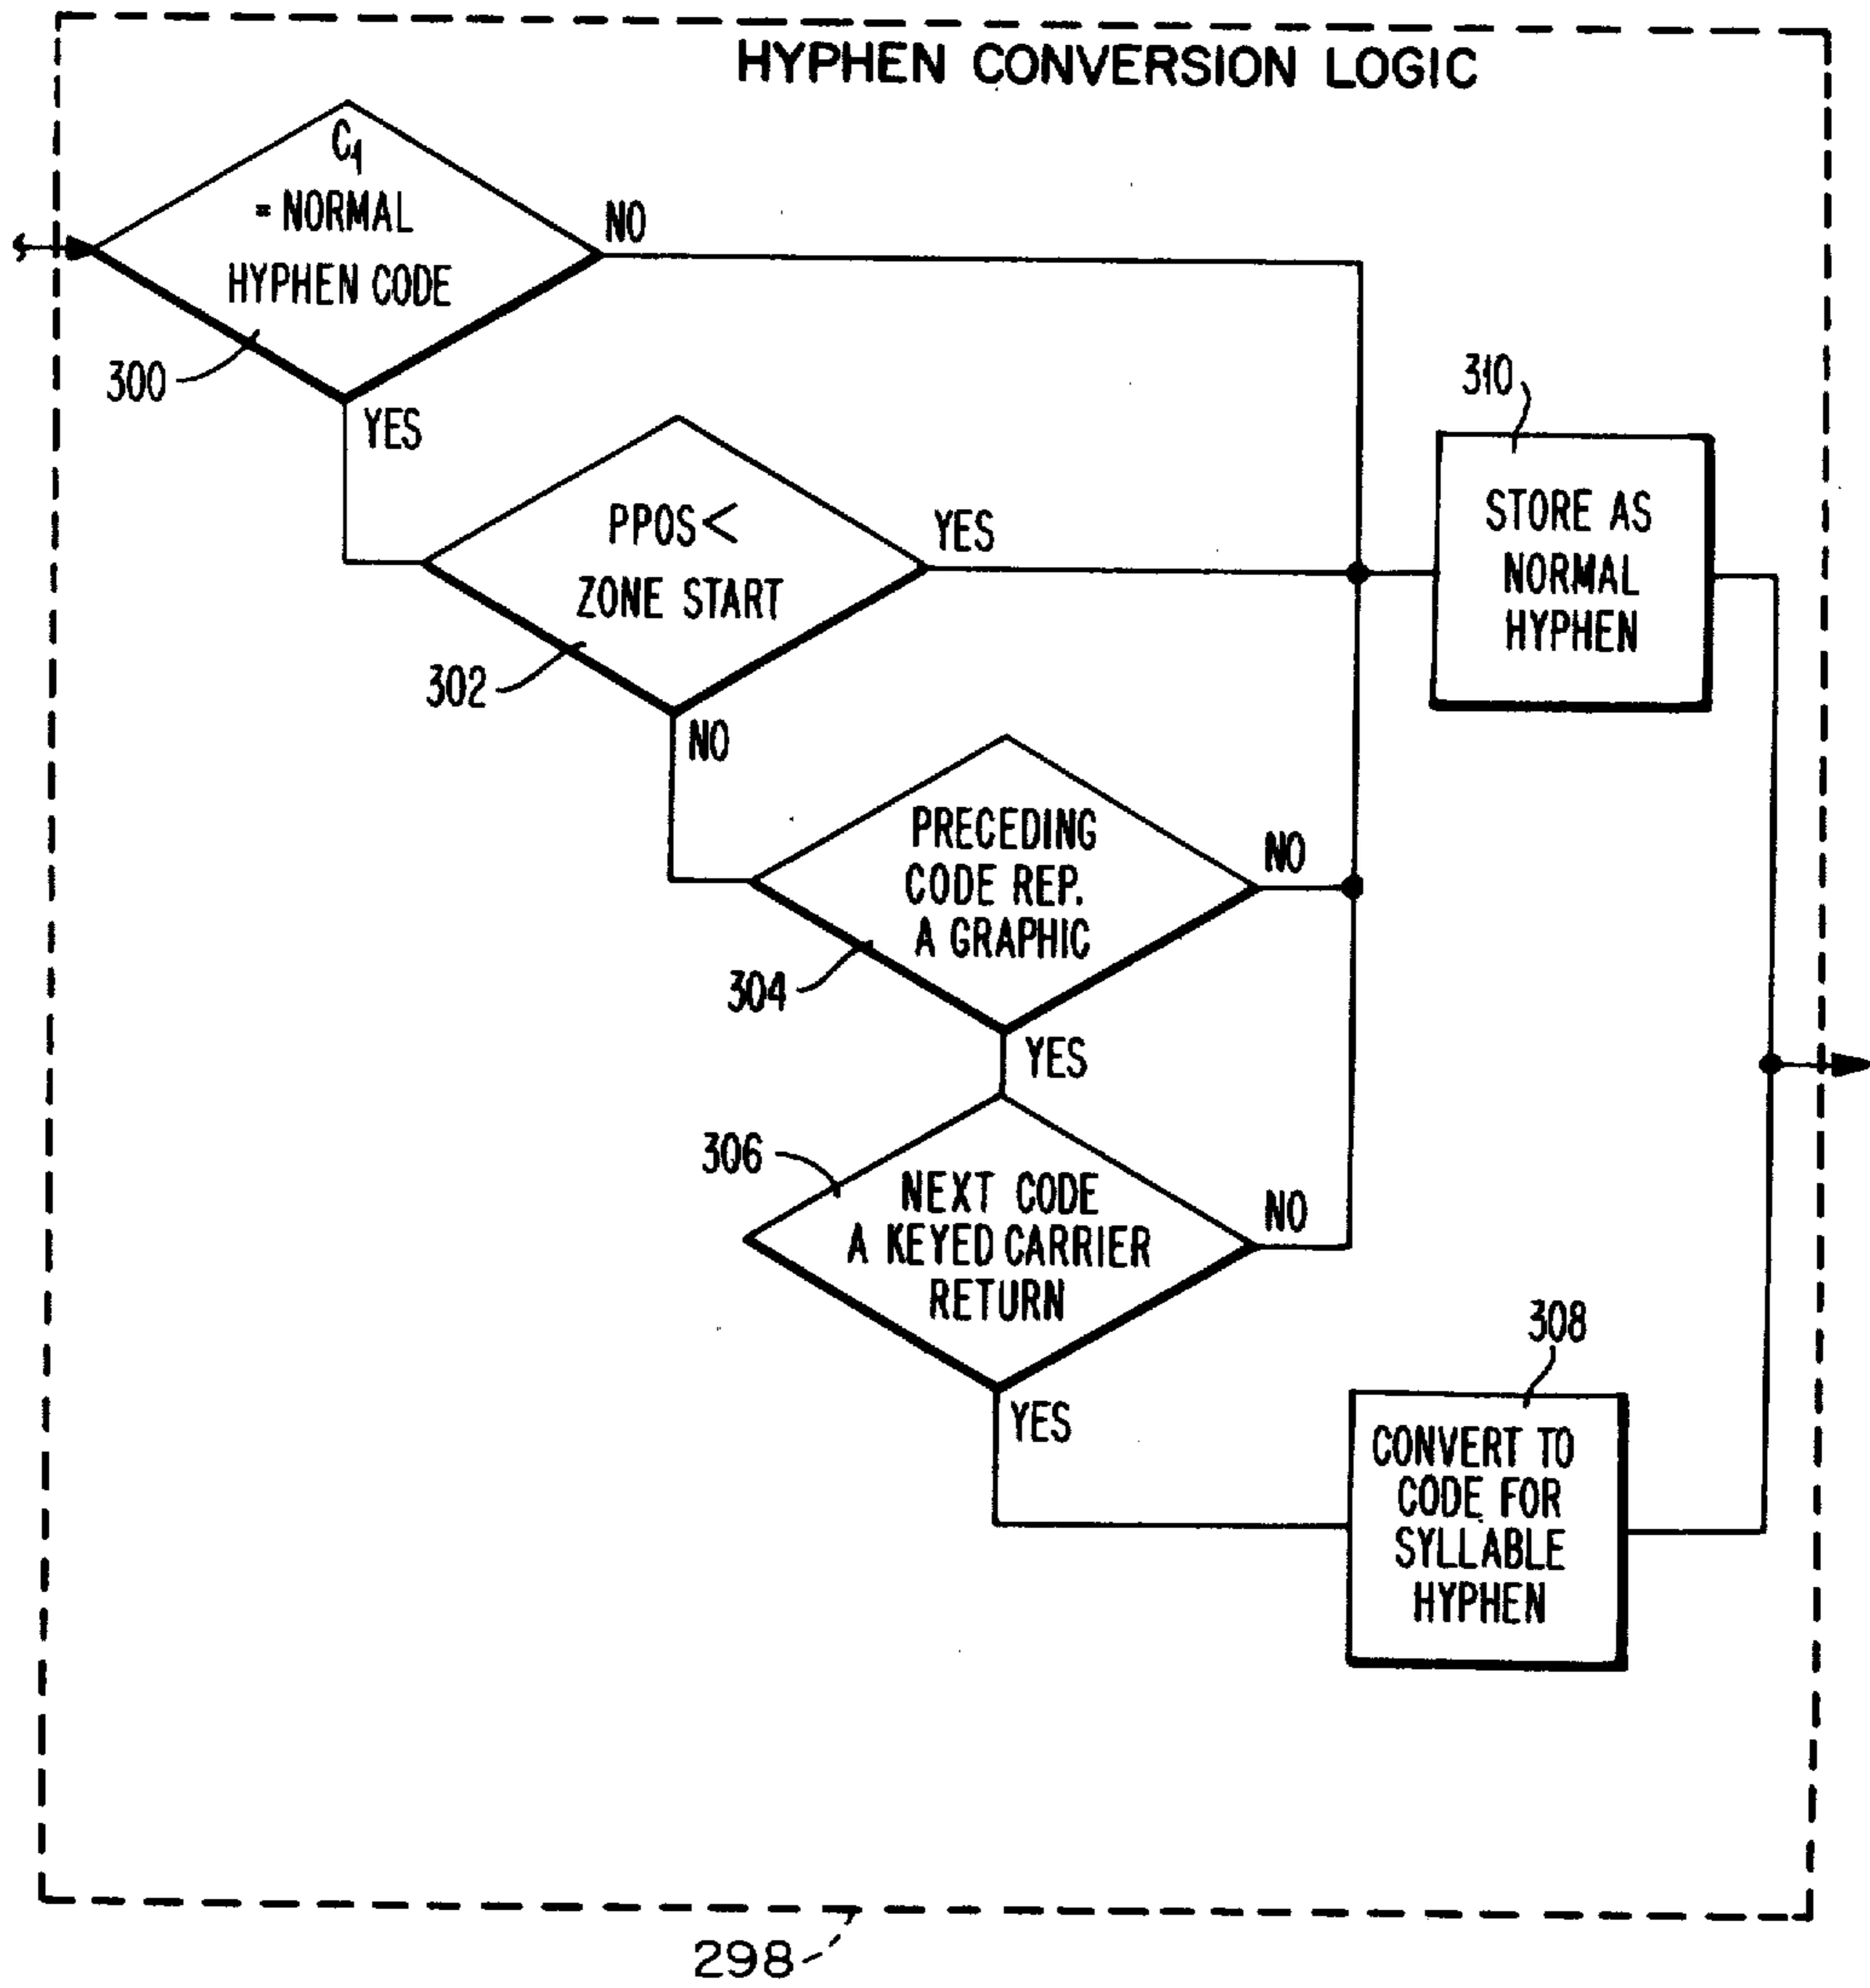 HYPHEN CONVERSION LOGIC
C1
= NORMAL
HYPHEN CODE
NO
300
YES
PPOS<
ZONE START
YES
302
NO
310
STORE AS
NORMAL
HYPHEN
PRECEDING
CODE REP.
A GRAPHIC
NO
304
YES
306
NEXT CODE
A KEYED CARRIER
RETURN
NO
YES
308
CONVERT TO
CODE FOR
SYLLABLE
HYPHEN
298